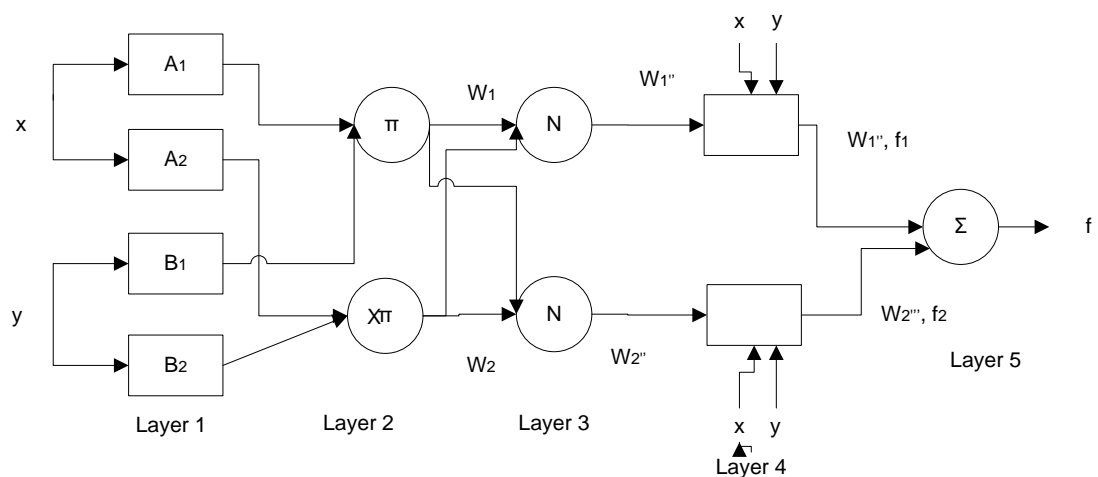 x y
A1
W1
W1''
x
π
N
W1'', f1
A2
Σ
f
B1
y
Xπ
N
W2''', f2
B2
W2
W2''
Layer 5
Layer 1
Layer 2
Layer 3
x y
Layer 4